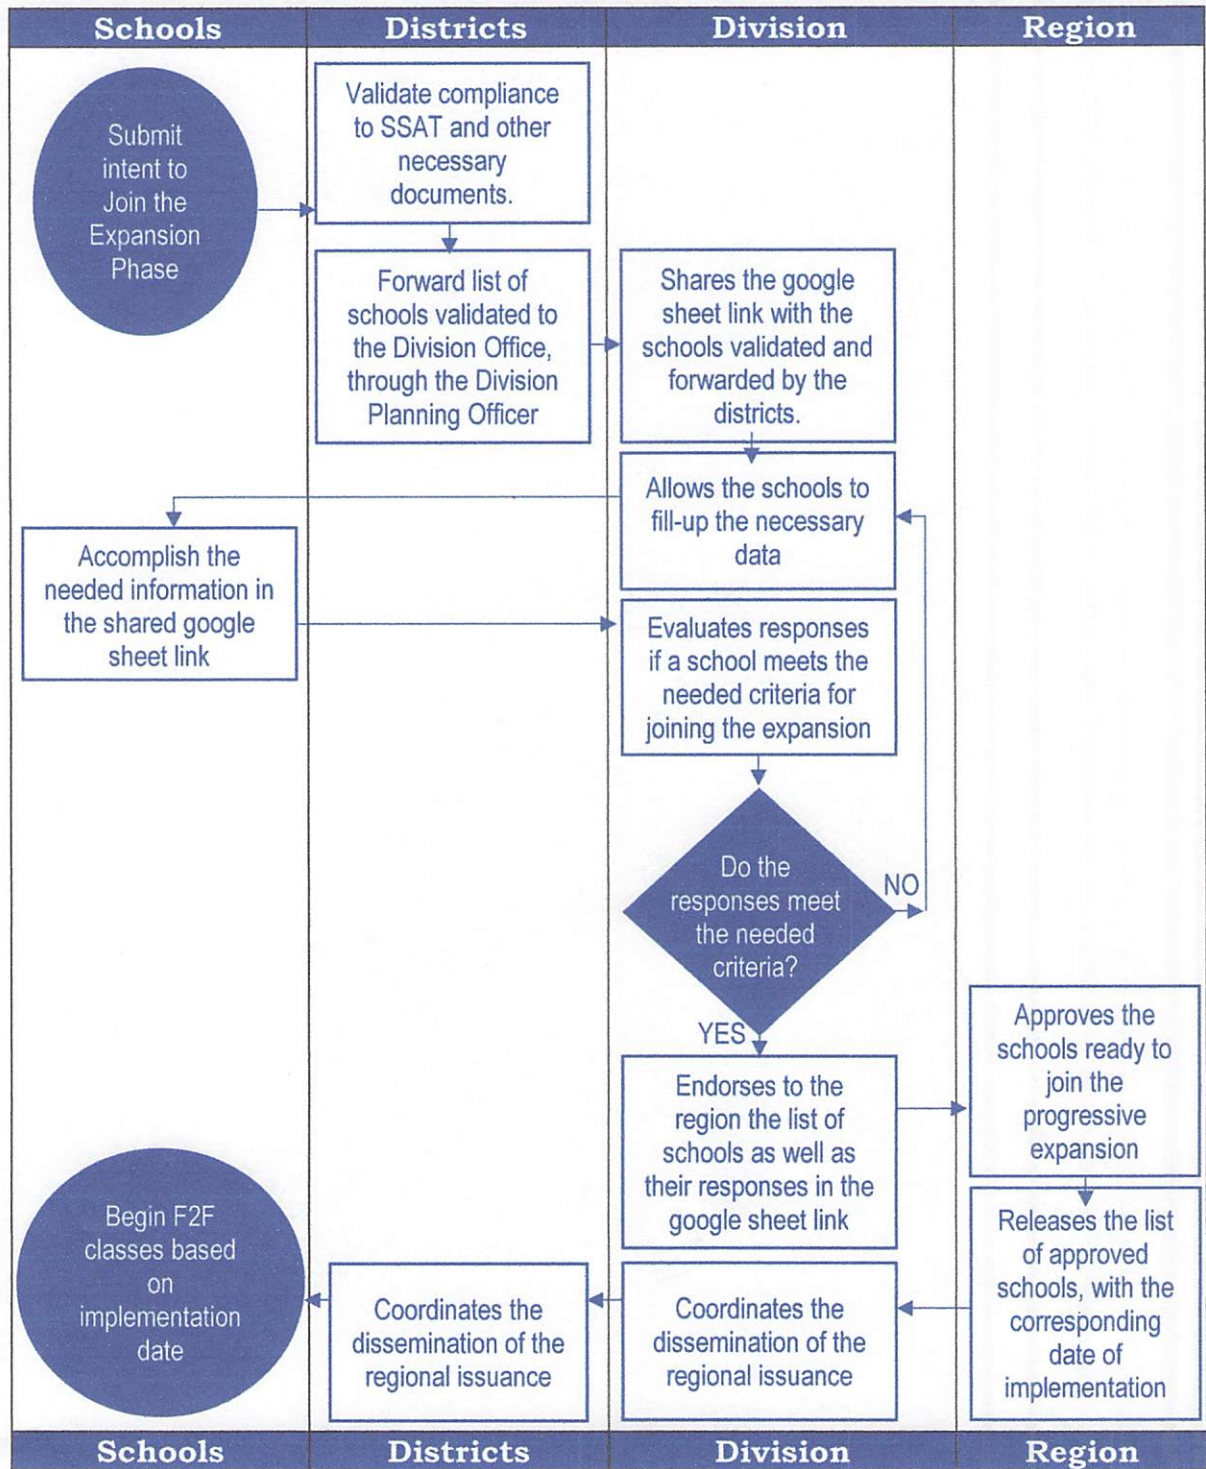 Schools
Districts
Division
Region
Submit
intent to
Join the
Expansion
Phase
Validate compliance
to SSAT and other
necessary
documents.
Forward list of
schools validated to
the Division Office,
through the Division
Planning Officer
Shares the google
sheet link with the
schools validated and
forwarded by the
districts.
Allows the schools to
fill-up the necessary
data
Accomplish the
needed information in
the shared google
sheet link
Evaluates responses
if a school meets the
needed criteria for
joining the expansion
Do the
responses meet
the needed
criteria?
NO
YES
Endorses to the
region the list of
schools as well as
their responses in the
google sheet link
Approves the
schools ready to
join the
progressive
expansion
Releases the list
of approved
schools, with the
corresponding
date of
implementation
Coordinates the
dissemination of the
regional issuance
Coordinates the
dissemination of the
regional issuance
Begin F2F
classes based
on
implementation
date
Schools
Districts
Division
Region